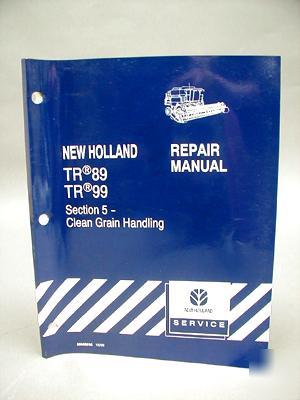 NEW HOLLAND
TR®89
TR®99
Section 5 –
Clean Grain Handling
REPAIR
MANUAL
NEW HOLLAND
SERVICE